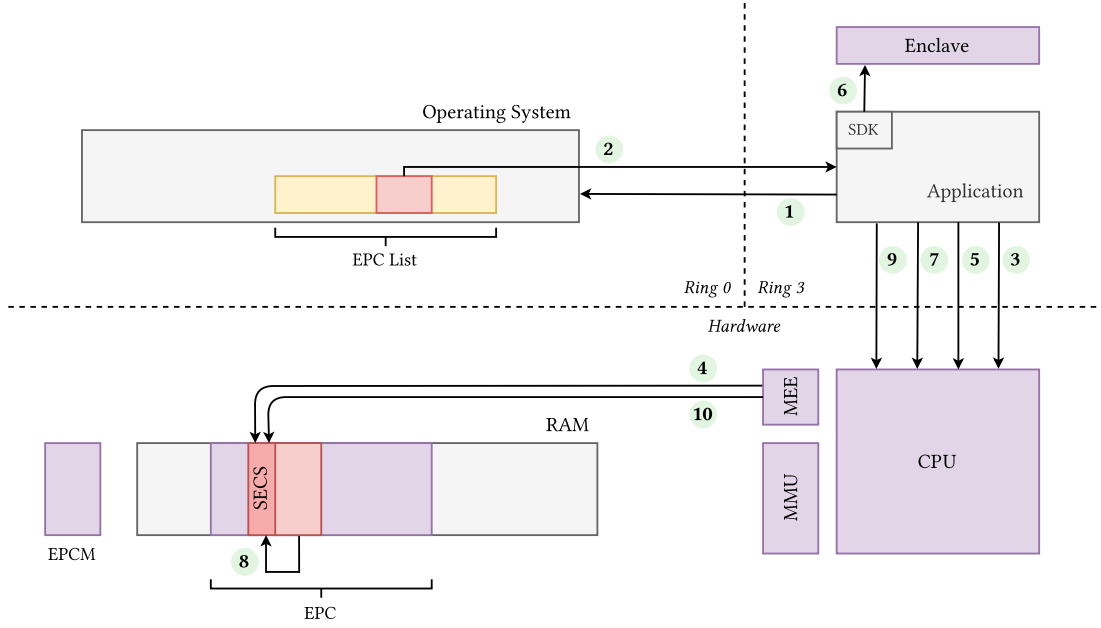 Enclave
6
SDK
Operating System
2
Application
1
EPC List
9
7
5
3
Ring 0
Ring 3
Hardware
4
MEE
10
RAM
SECS
CPU
MMU
EPCM
8
EPC